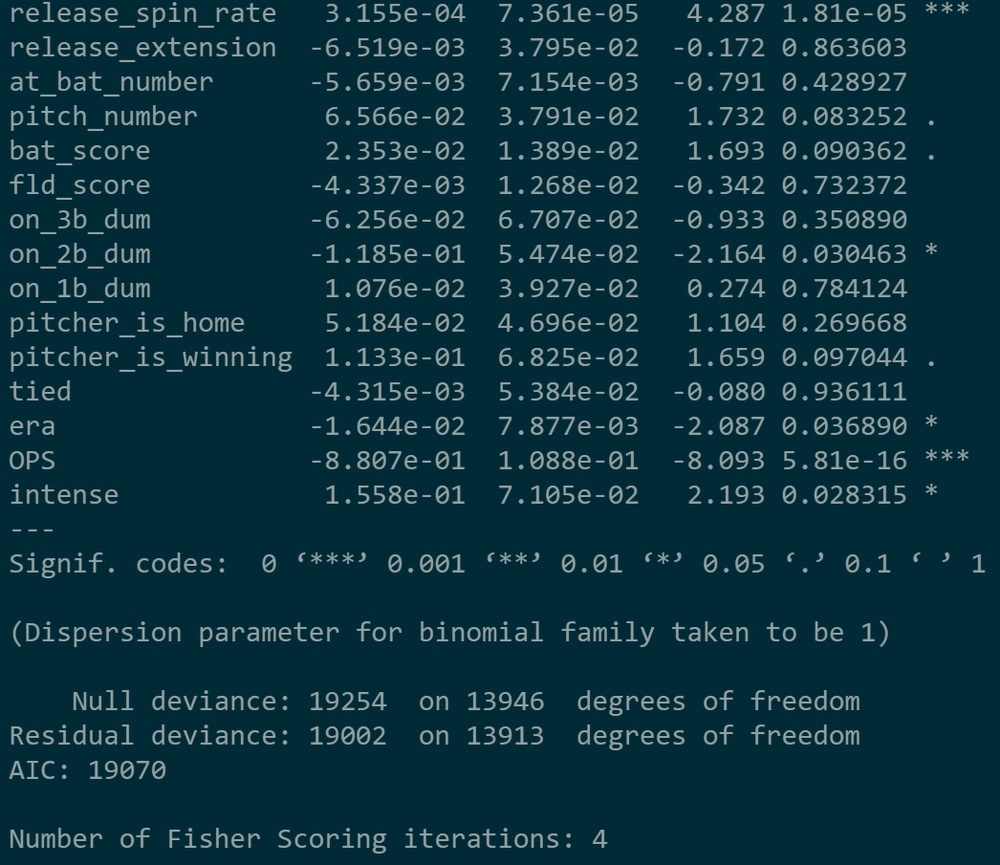 release_spin_rate 3.155e-04 7.361e-05 4.287 1.81e-05 ***
release_extension -6.519e-03 3.795e-02 -0.172 0.863603
at_bat_number -5.659e-03 7.154e-03 -0.791 0.428927
pitch_number 6.566e-02 3.791e-02 1.732 0.083252 .
bat_score 2.353e-02 1.389e-02 1.693 0.090362 .
fld_score -4.337e-03 1.268e-02 -0.342 0.732372
on_3b_dum -6.256e-02 6.707e-02 -0.933 0.350890
on_2b_dum -1.185e-01 5.474e-02 -2.164 0.030463 *
on_1b_dum 1.076e-02 3.927e-02 0.274 0.784124
pitcher_is_home 5.184e-02 4.696e-02 1.104 0.269668
pitcher_is_winning 1.133e-01 6.825e-02 1.659 0.097044 .
tied -4.315e-03 5.384e-02 -0.080 0.936111
era -1.644e-02 7.877e-03 -2.087 0.036890 *
OPS -8.807e-01 1.088e-01 -8.093 5.81e-16 ***
intense 1.558e-01 7.105e-02 2.193 0.028315 *
---
Signif. codes: 0 ‘***’ 0.001 ‘**’ 0.01 ‘*’ 0.05 ‘.’ 0.1 ‘ ’ 1
(Dispersion parameter for binomial family taken to be 1)
Null deviance: 19254 on 13946 degrees of freedom
Residual deviance: 19002 on 13913 degrees of freedom
AIC: 19070
Number of Fisher Scoring iterations: 4